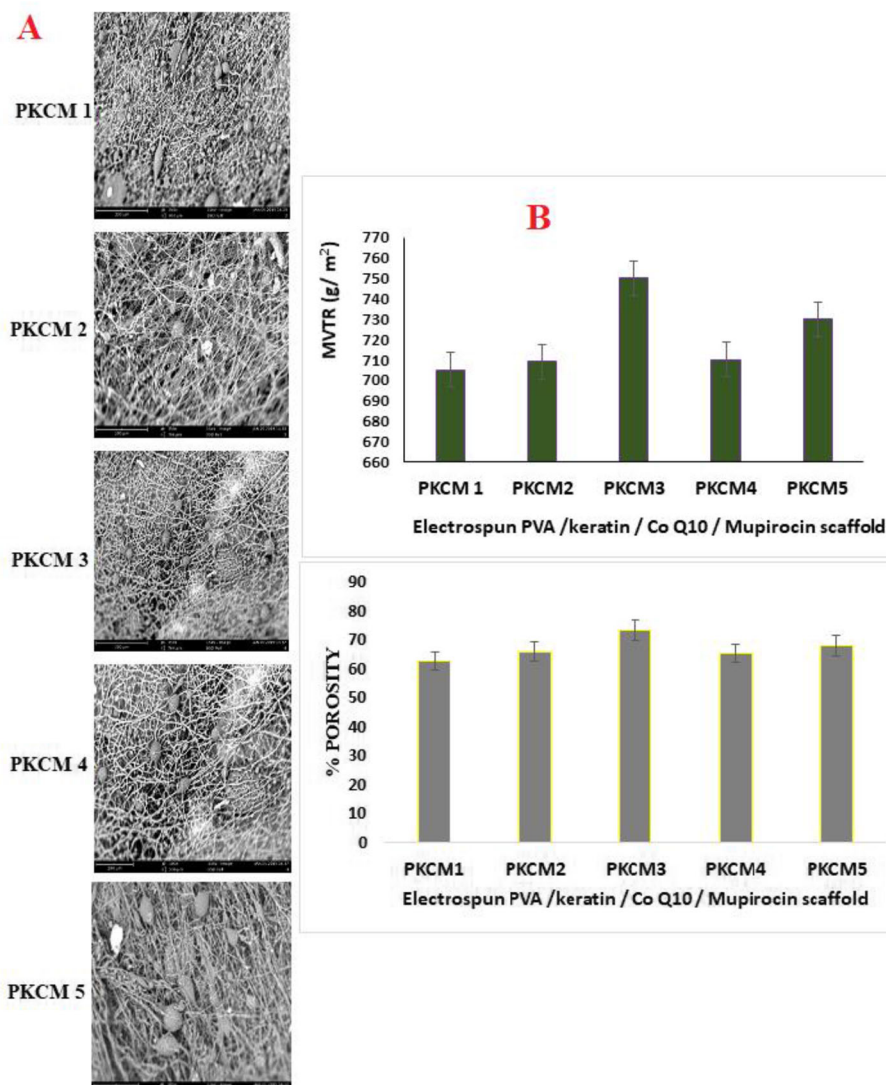 A
PKCM 1
PKCM 2
PKCM 3
PKCM 4
PKCM 5
B
MVTR (g/ m²)
770
760
750
740
730
720
710
700
690
680
670
660
PKCM 1 PKCM2 PKCM3 PKCM4 PKCM5
Electrospun PVA /keratin / Co Q10 / Mupirocin scaffold
% POROSITY
90
80
70
60
50
40
30
20
10
0
PKCM1 PKCM2 PKCM3 PKCM4 PKCM5
Electrospun PVA /keratin / Co Q10 / Mupirocin scaffold